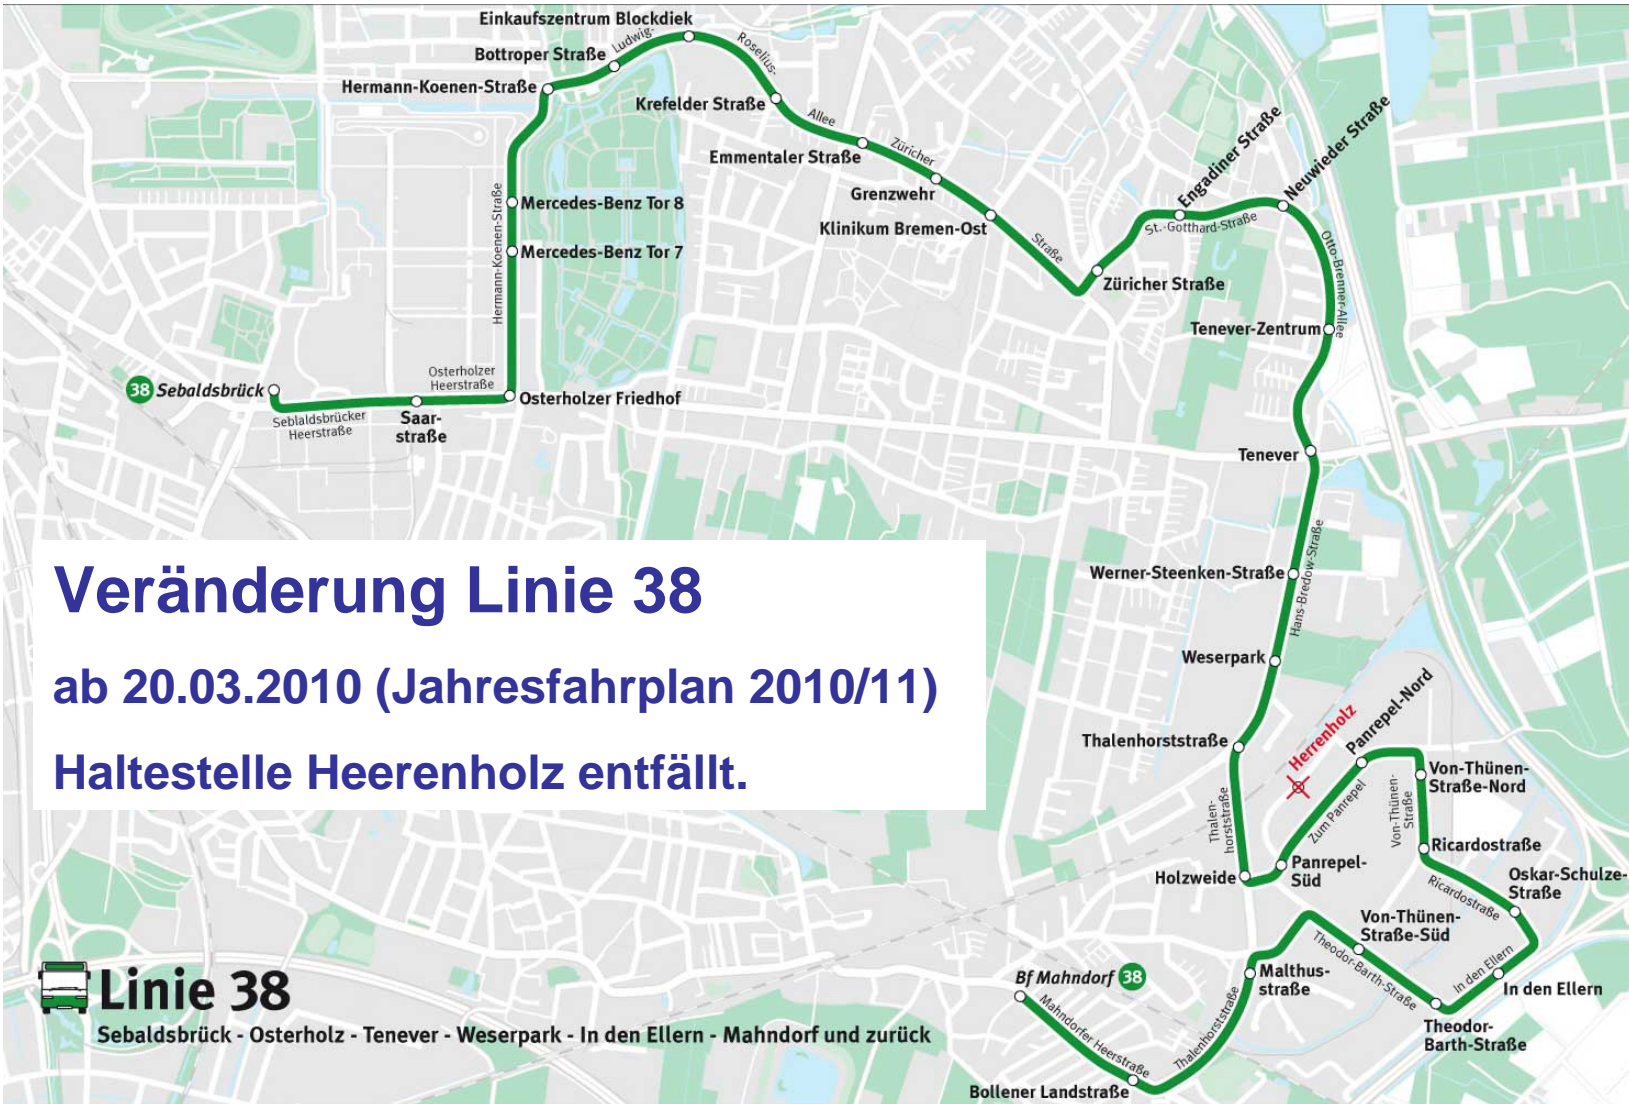 Einkaufszentrum Blockdiek
Bottroper Straße
Ludwig-
Roselius-
Allee
Hermann-Koenen-Straße
Krefelder Straße
Emmentaler Straße
Züricher
Straße
Grenzwehr
Klinikum Bremen-Ost
Engadiner Straße
Neuwieder Straße
St.-Gotthard-Straße
Züricher Straße
Otto-Brenner-Allee
Tenever-Zentrum
Mercedes-Benz Tor 8
Mercedes-Benz Tor 7
Hermann-Koenen-Straße
38 Sebaldsbrück
Seblaldsbrücker
Heerstraße
Saar-
straße
Osterholzer
Heerstraße
Osterholzer Friedhof
Tenever
Werner-Steenken-Straße
Hans-Bredow-Straße
Weserpark
Veränderung Linie 38
ab 20.03.2010 (Jahresfahrplan 2010/11)
Haltestelle Heerenholz entfällt.
Thalenhorststraße
Herrenholz
Panrepel-Nord
Von-Thünen-
Straße-Nord
Thalen-
horststraße
Zum Panrepel
Von-Thünen-
Straße
Ricardostraße
Holzweide
Panrepel-
Süd
Ricardostraße
Oskar-Schulze-
Straße
Von-Thünen-
Straße-Süd
Theodor-Barth-Straße
In den Ellern
In den Ellern
Theodor-
Barth-Straße
Malthus-
straße
Thalenhorststraße
Bf Mahndorf 38
Mahndorfer Heerstraße
Bollener Landstraße
Linie 38
Sebaldsbrück - Osterholz - Tenever - Weserpark - In den Ellern - Mahndorf und zurück